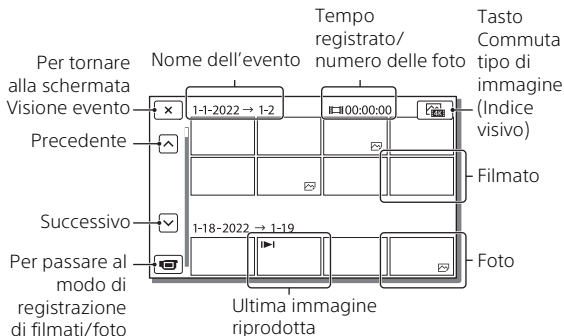 Tempo
registrato/
numero delle foto
Tasto
Commuta
tipo di
immagine
(Indice
visivo)
Nome dell'evento
Per tornare
alla schermata
Visione evento
1-1-2022 → 1-2
00:00:00
4K
Precedente
Filmato
Successivo
1-18-2022 → 1-19
Per passare al
modo di
registrazione
di filmati/foto
Foto
Ultima immagine
riprodotta